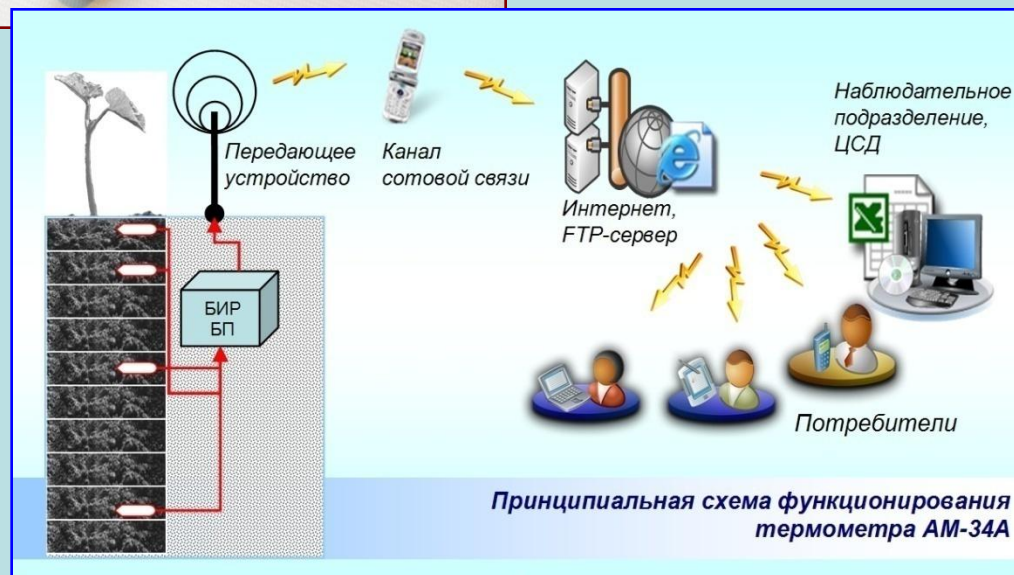 Передающее
устройство
Канал
сотовой связи
Интернет,
FTP-сервер
Наблюдательное
подразделение,
ЦСД
БИР
БП
Потребители
Принципиальная схема функционирования
термометра АМ-34А